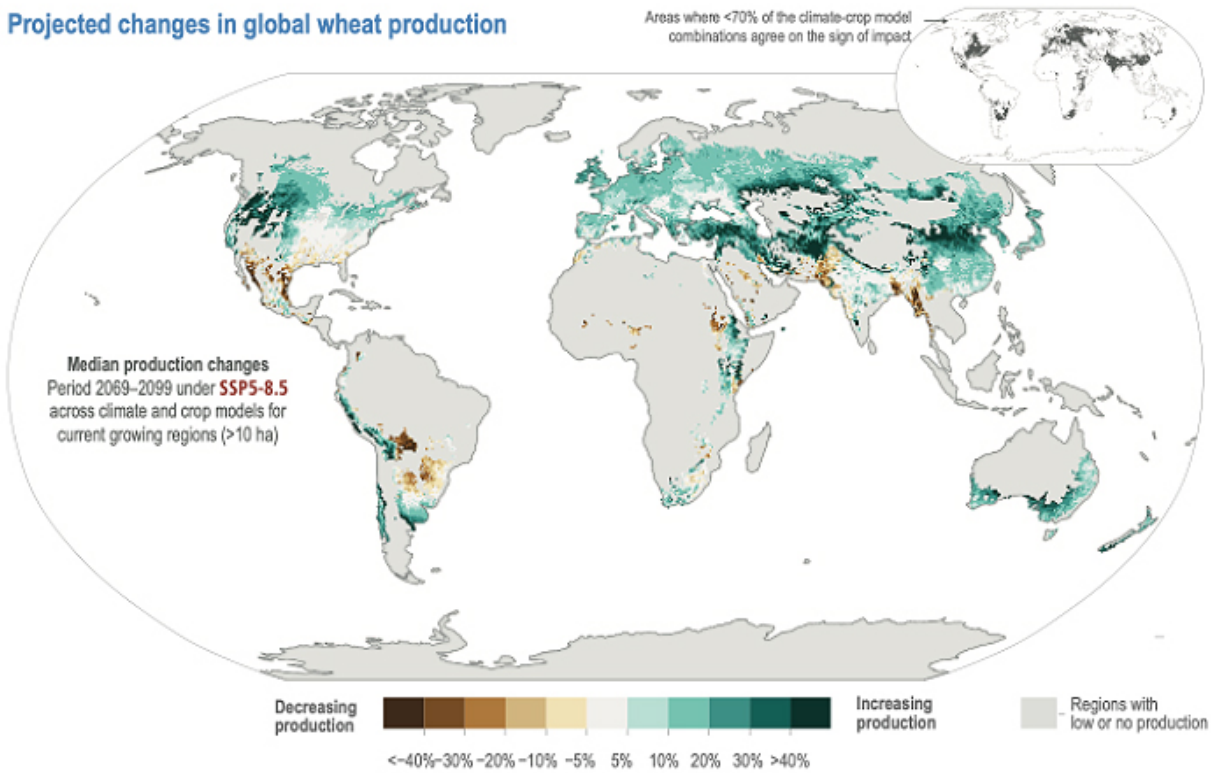 Projected changes in global wheat production
Areas where <70% of the climate-crop model
combinations agree on the sign of impact
Median production changes
Period 2069–2099 under SSP5-8.5
across climate and crop models for
current growing regions (>10 ha)
Decreasing
production
Increasing
production
Regions with
low or no production
<−40%−30% −20% −10% −5% 5% 10% 20% 30% >40%